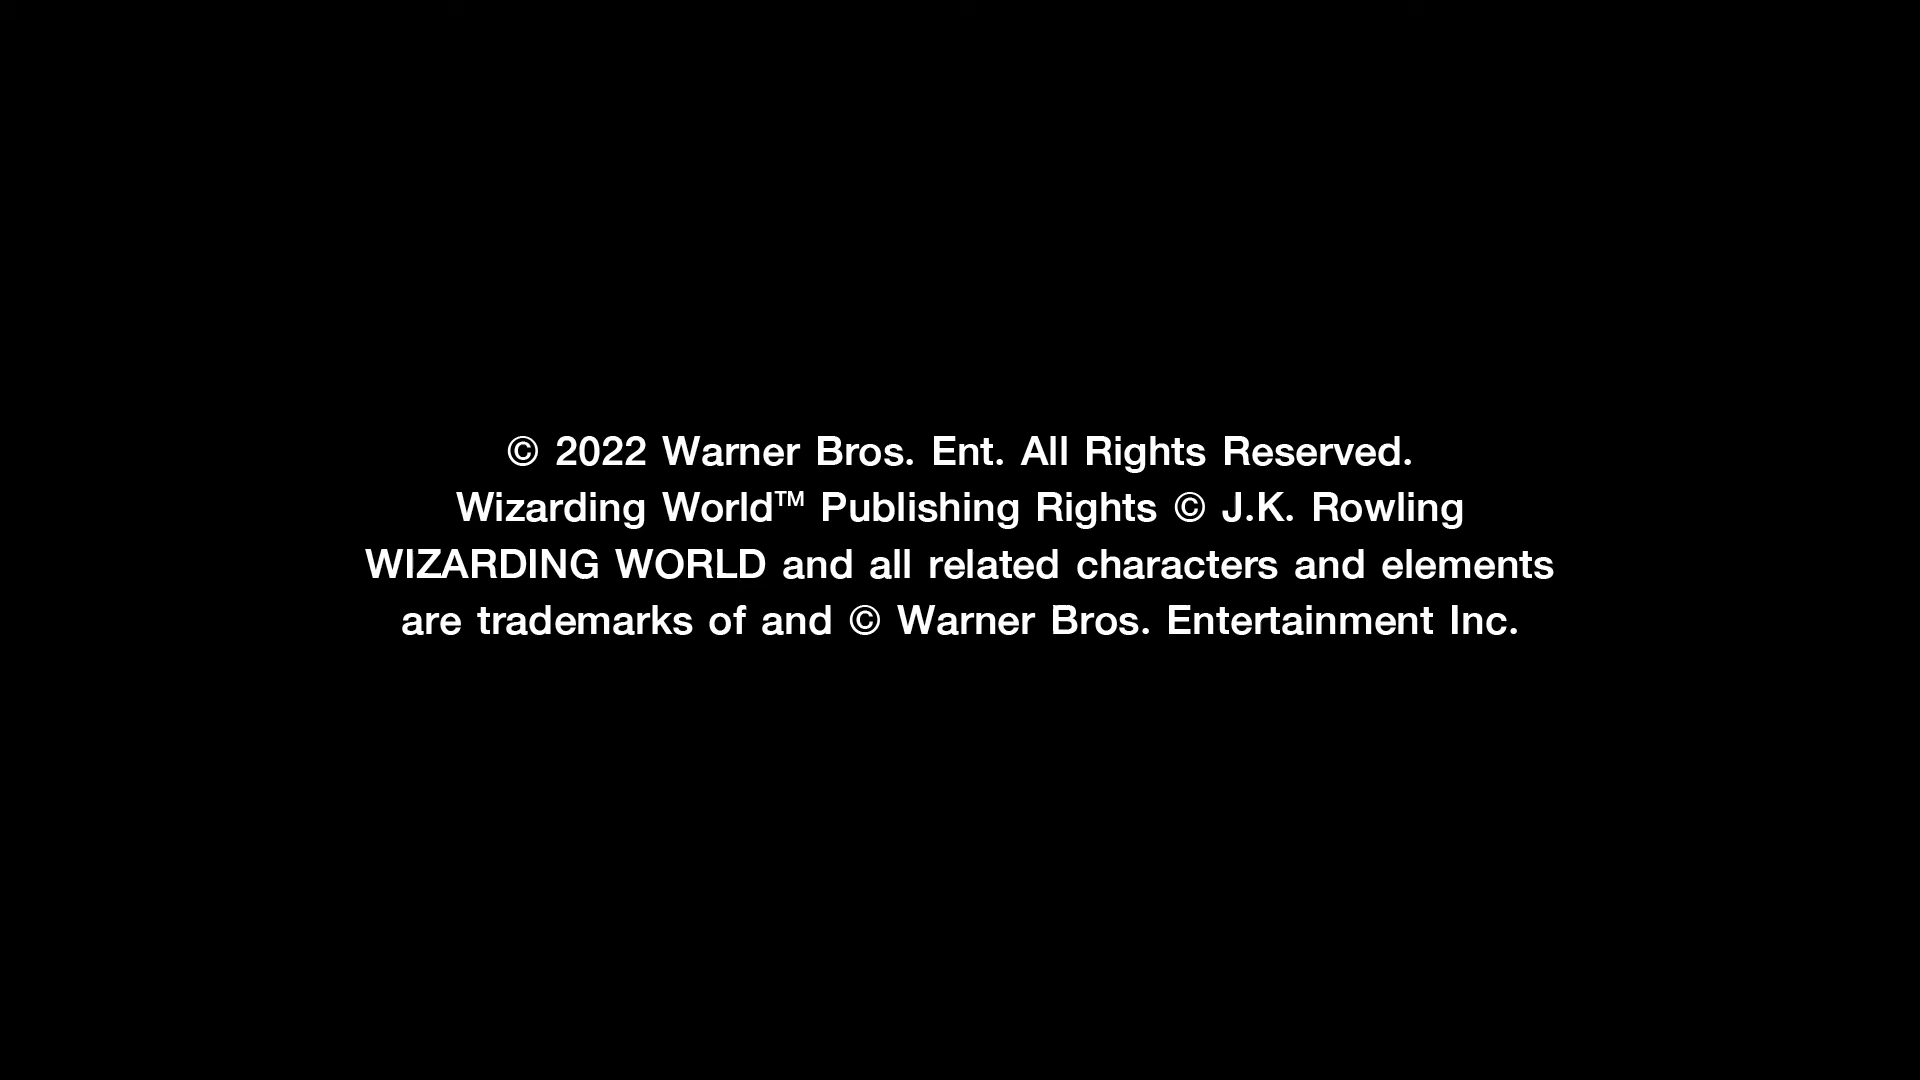 © 2022 Warner Bros. Ent. All Rights Reserved.
Wizarding World™ Publishing Rights © J.K. Rowling
WIZARDING WORLD and all related characters and elements
are trademarks of and © Warner Bros. Entertainment Inc.